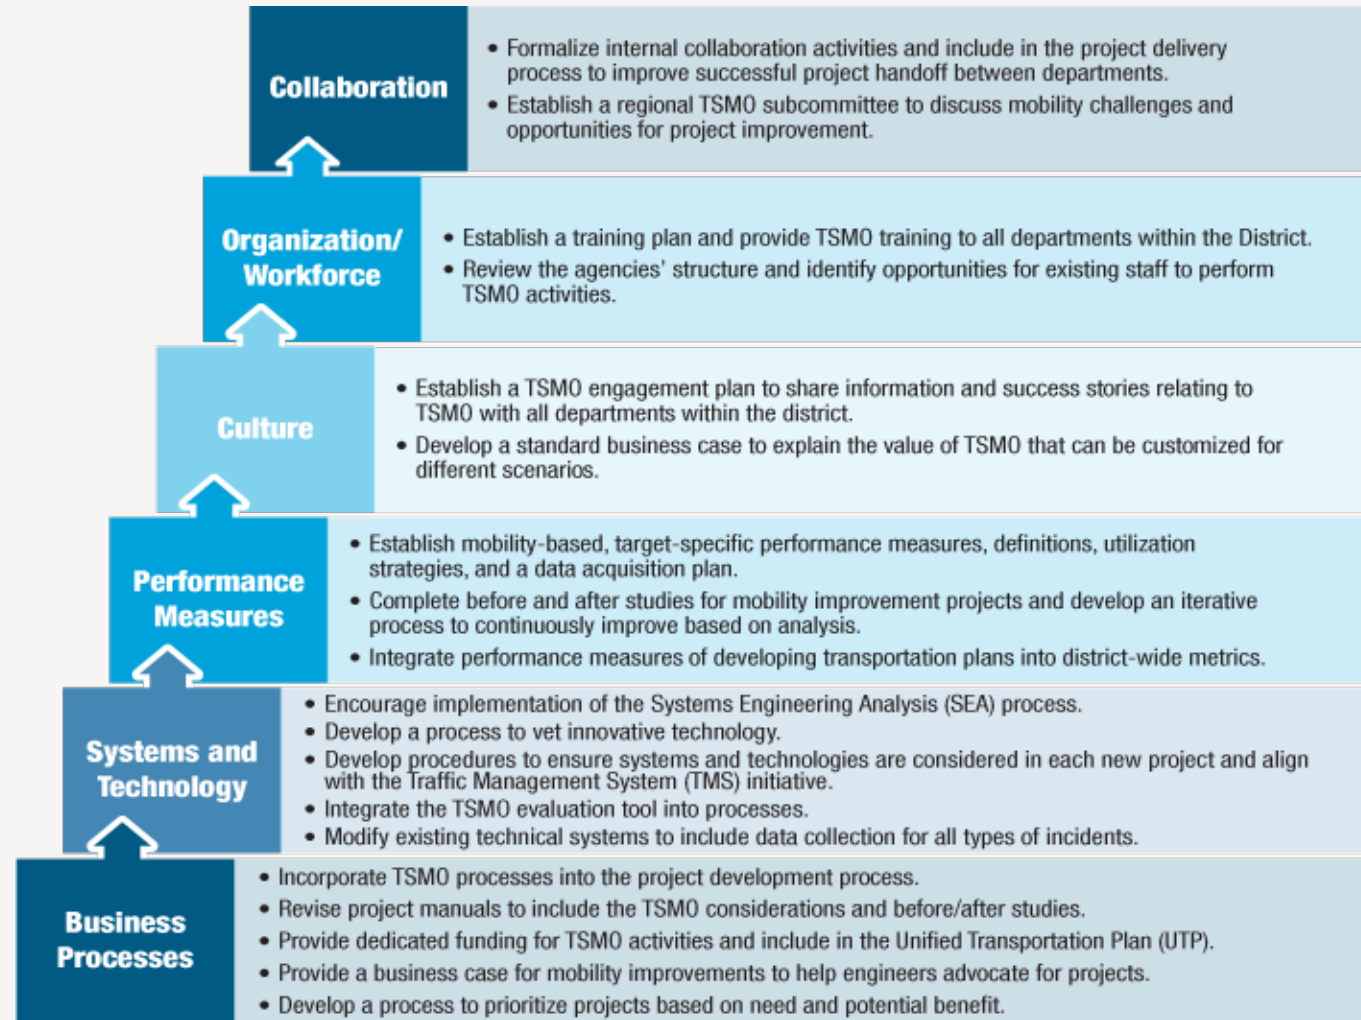 Collaboration
• Formalize internal collaboration activities and include in the project delivery
process to improve successful project handoff between departments.
• Establish a regional TSMO subcommittee to discuss mobility challenges and
opportunities for project improvement.
Organization/
Workforce
• Establish a training plan and provide TSMO training to all departments within the District.
• Review the agencies' structure and identify opportunities for existing staff to perform
TSMO activities.
Culture
• Establish a TSMO engagement plan to share information and success stories relating to
TSMO with all departments within the district.
• Develop a standard business case to explain the value of TSMO that can be customized for
different scenarios.
Performance
Measures
• Establish mobility-based, target-specific performance measures, definitions, utilization
strategies, and a data acquisition plan.
• Complete before and after studies for mobility improvement projects and develop an iterative
process to continuously improve based on analysis.
• Integrate performance measures of developing transportation plans into district-wide metrics.
Systems and
Technology
• Encourage implementation of the Systems Engineering Analysis (SEA) process.
• Develop a process to vet innovative technology.
• Develop procedures to ensure systems and technologies are considered in each new project and align
with the Traffic Management System (TMS) initiative.
• Integrate the TSMO evaluation tool into processes.
• Modify existing technical systems to include data collection for all types of incidents.
Business
Processes
• Incorporate TSMO processes into the project development process.
• Revise project manuals to include the TSMO considerations and before/after studies.
• Provide dedicated funding for TSMO activities and include in the Unified Transportation Plan (UTP).
• Provide a business case for mobility improvements to help engineers advocate for projects.
• Develop a process to prioritize projects based on need and potential benefit.